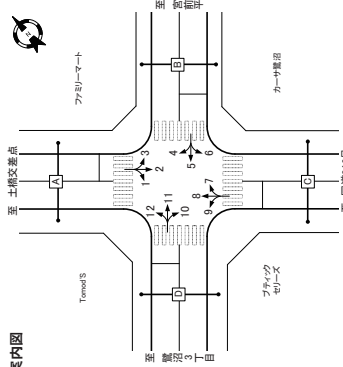 案内図
至 土橋交差点
至 宮前平
ファミリーマート
カーサ鷺沼
Tomod'S
ブティック
セリーズ
至 鷺沼3丁目
A
B
C
D
1
2
3
4
5
6
7
8
9
10
11
12